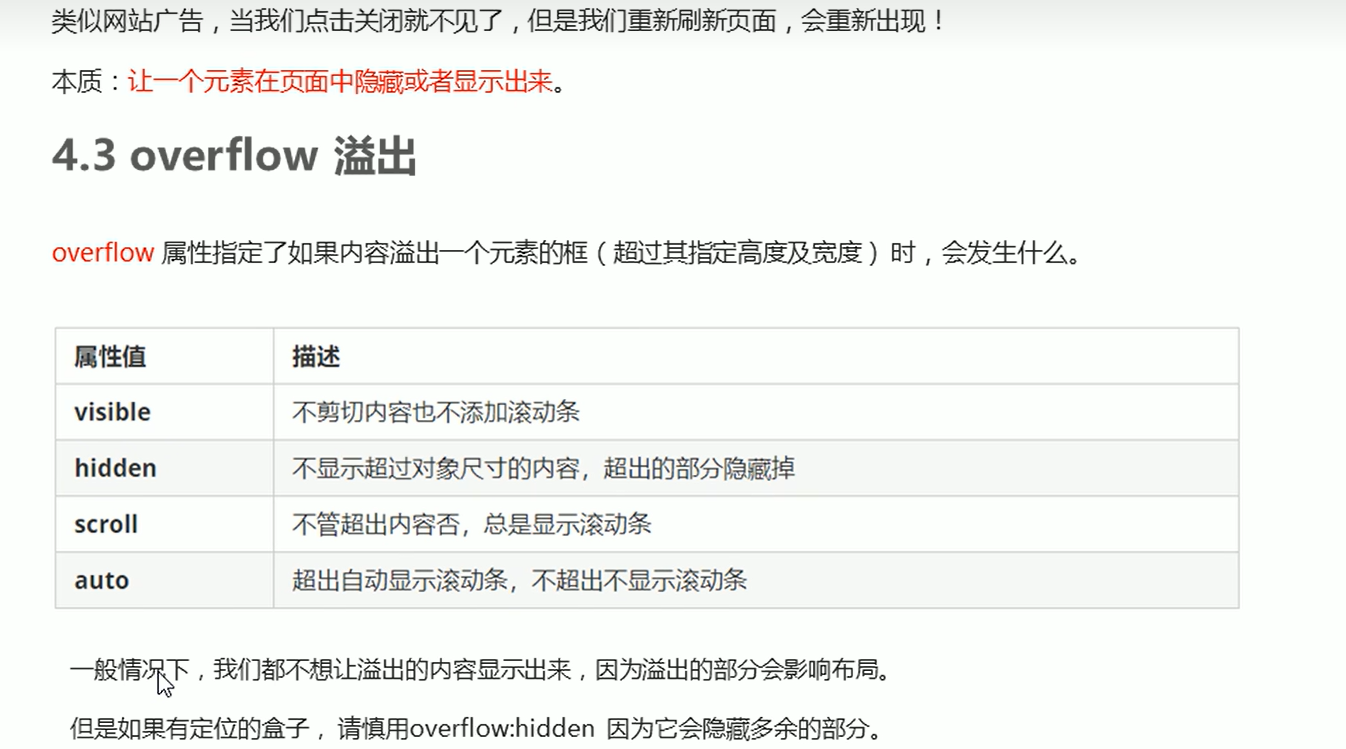 类似网站广告，当我们点击关闭就不见了，但是我们重新刷新页面，会重新出现！
本质：让一个元素在页面中隐藏或者显示出来。
4.3 overflow 溢出
overflow 属性指定了如果内容溢出一个元素的框（超过其指定高度及宽度）时，会发生什么。
属性值 描述
visible 不剪切内容也不添加滚动条
hidden 不显示超过对象尺寸的内容，超出的部分隐藏掉
scroll 不管超出内容否，总是显示滚动条
auto 超出自动显示滚动条，不超出不显示滚动条
一般情况下，我们都不想让溢出的内容显示出来，因为溢出的部分会影响布局。
但是如果有定位的盒子，请慎用overflow:hidden 因为它会隐藏多余的部分。